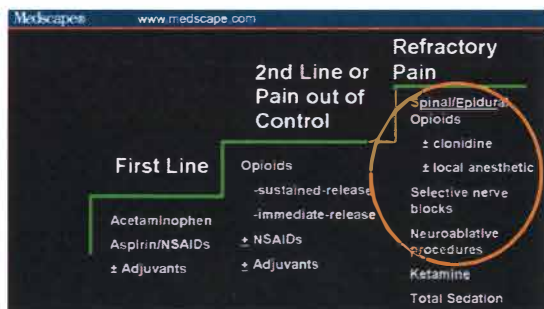 Medscape®
www.medscape.com
Refractory
Pain
2nd Line or
Pain out of
Control
First Line
Spinal/Epidural
Opioids
± clonidine
± local anesthetic
Selective nerve
blocks
Neuroablative
procedures
Ketamine
Total Sedation
Opioids
-sustained-release
-immediate-release
± NSAIDs
± Adjuvants
Acetaminophen
Aspirin/NSAIDs
± Adjuvants